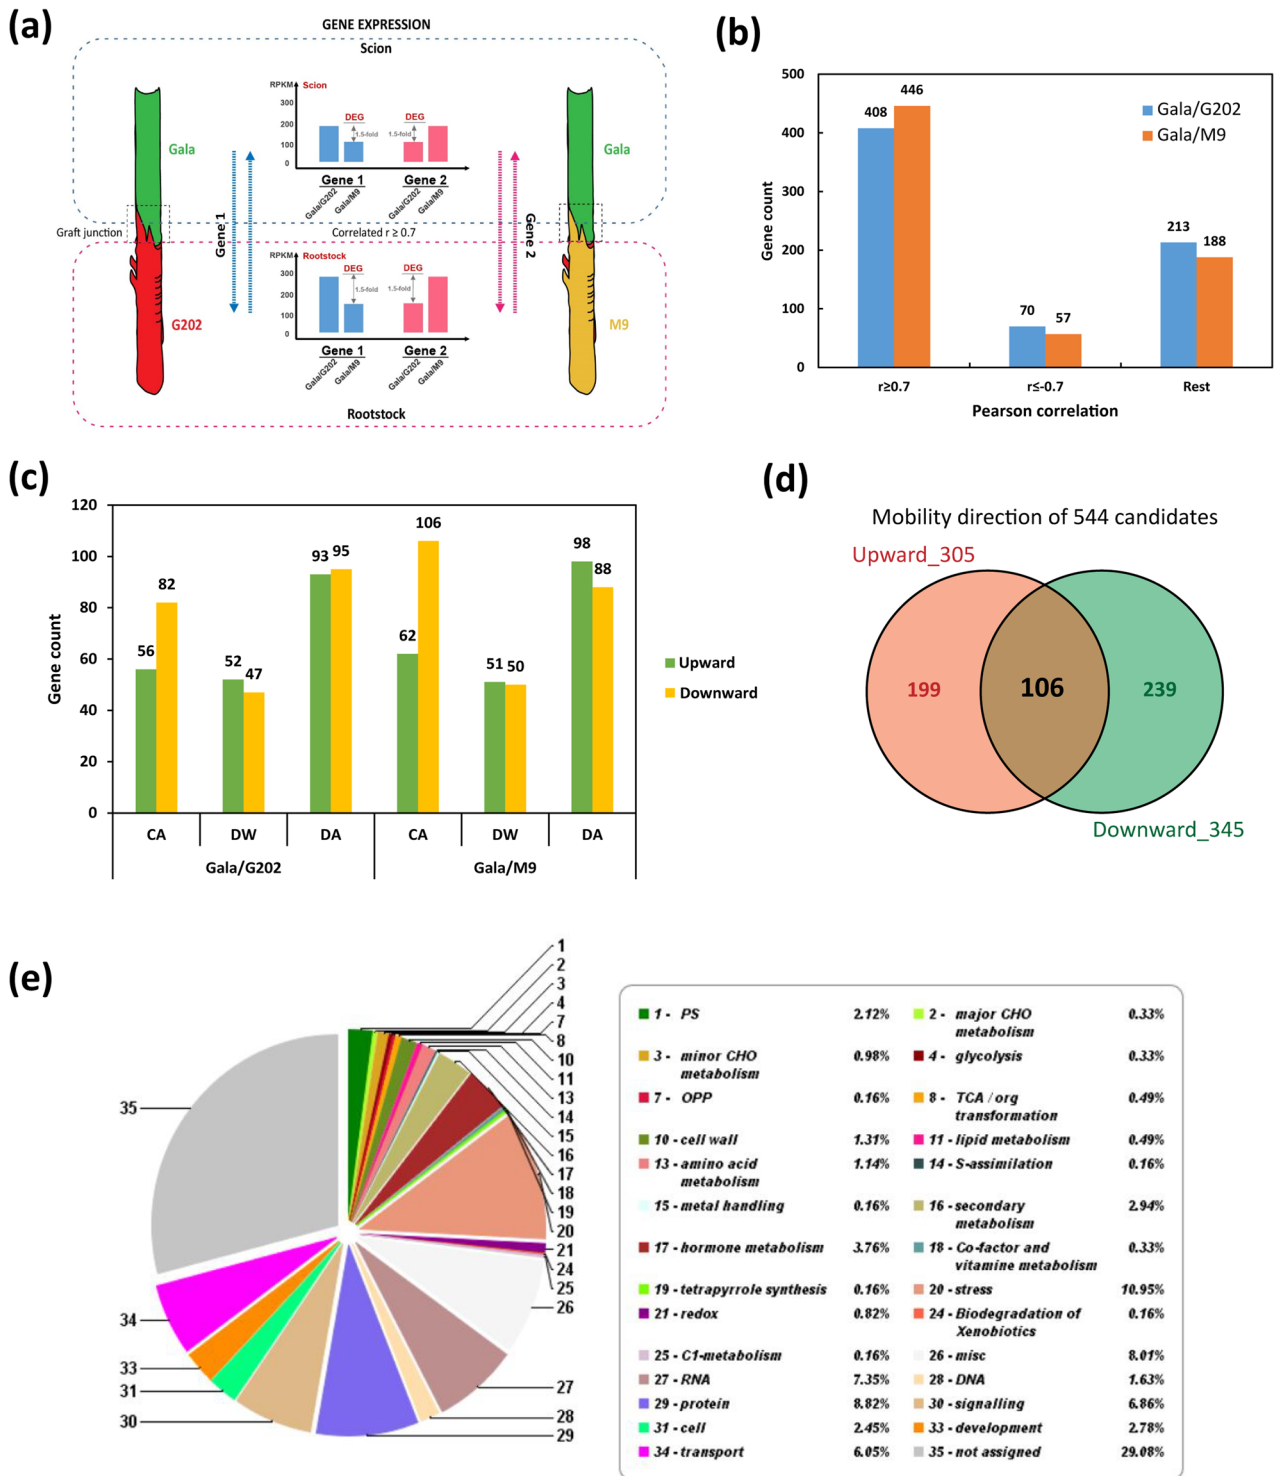 (a)
GENE EXPRESSION
Scion
RPKM
Scion
300
200
100
0
DEG
1.5-fold
DEG
1.5-fold
Gene 1
Gene 2
Gala/G202
Gala/M9
Gala/G202
Gala/M9
Gala
Gala
Gene 1
Gene 2
Graft junction
Correlated r ≥ 0.7
RPKM
Rootstock
300
200
100
0
DEG
1.5-fold
DEG
1.5-fold
Gene 1
Gene 2
Gala/G202
Gala/M9
Gala/G202
Gala/M9
G202
M9
Rootstock
(b)
Gene count
500
400
300
200
100
0
408
446
70
57
213
188
Gala/G202
Gala/M9
r≥0.7
r≤-0.7
Rest
Pearson correlation
(c)
Gene count
120
100
80
60
40
20
0
56
82
52
47
93
95
62
106
51
50
98
88
CA
DW
DA
CA
DW
DA
Gala/G202
Gala/M9
Upward
Downward
(d)
Mobility direction of 544 candidates
Upward_305
199
106
239
Downward_345
(e)
1
2
3
4
7
8
10
11
13
14
15
16
17
18
19
20
21
24
25
26
27
28
29
30
31
33
34
35
1 - PS 2.12%
2 - major CHO
metabolism 0.33%
3 - minor CHO
metabolism 0.98%
4 - glycolysis 0.33%
7 - OPP 0.16%
8 - TCA / org
transformation 0.49%
10 - cell wall 1.31%
11 - lipid metabolism 0.49%
13 - amino acid
metabolism 1.14%
14 - S-assimilation 0.16%
15 - metal handling 0.16%
16 - secondary
metabolism 2.94%
17 - hormone metabolism 3.76%
18 - Co-factor and
vitamine metabolism 0.33%
19 - tetrapyrrole synthesis 0.16%
20 - stress 10.95%
21 - redox 0.82%
24 - Biodegradation of
Xenobiotics 0.16%
25 - C1-metabolism 0.16%
26 - misc 8.01%
27 - RNA 7.35%
28 - DNA 1.63%
29 - protein 8.82%
30 - signalling 6.86%
31 - cell 2.45%
33 - development 2.78%
34 - transport 6.05%
35 - not assigned 29.08%